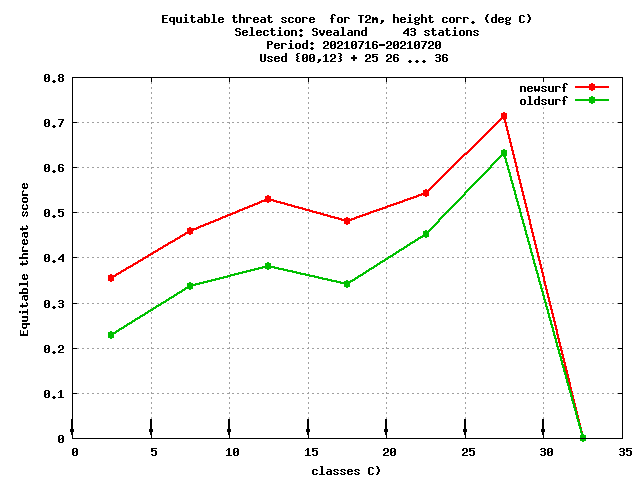 Equitable threat score  for T2m, height corr. (deg C)
Selection: Svealand     43 stations
Period: 20210716-20210720
Used {00,12} + 25 26 ... 36
newsurf
oldsurf
0.8
0.7
0.6
0.5
0.4
0.3
0.2
0.1
0
Equitable threat score
0 5 10 15 20 25 30 35
classes C)